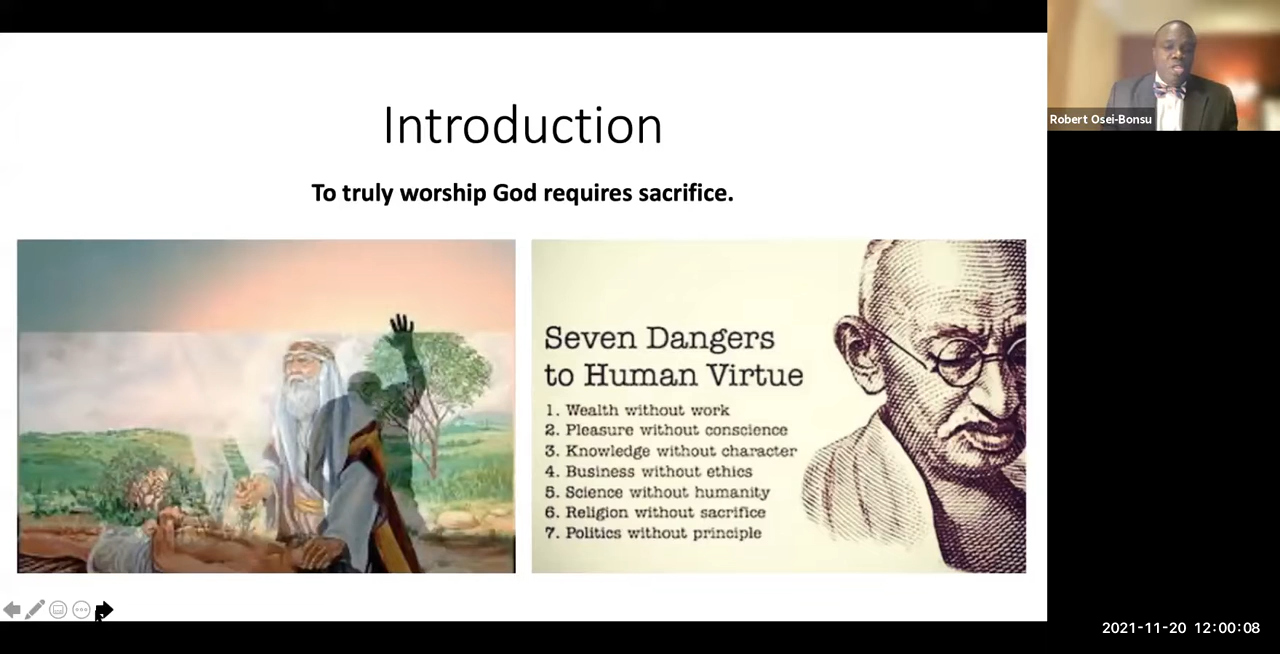 Introduction
To truly worship God requires sacrifice.
Seven Dangers
to Human Virtue
1. Wealth without work
2. Pleasure without conscience
3. Knowledge without character
4. Business without ethics
5. Science without humanity
6. Religion without sacrifice
7. Politics without principle
Robert Osei-Bonsu
2021-11-20 12:00:08